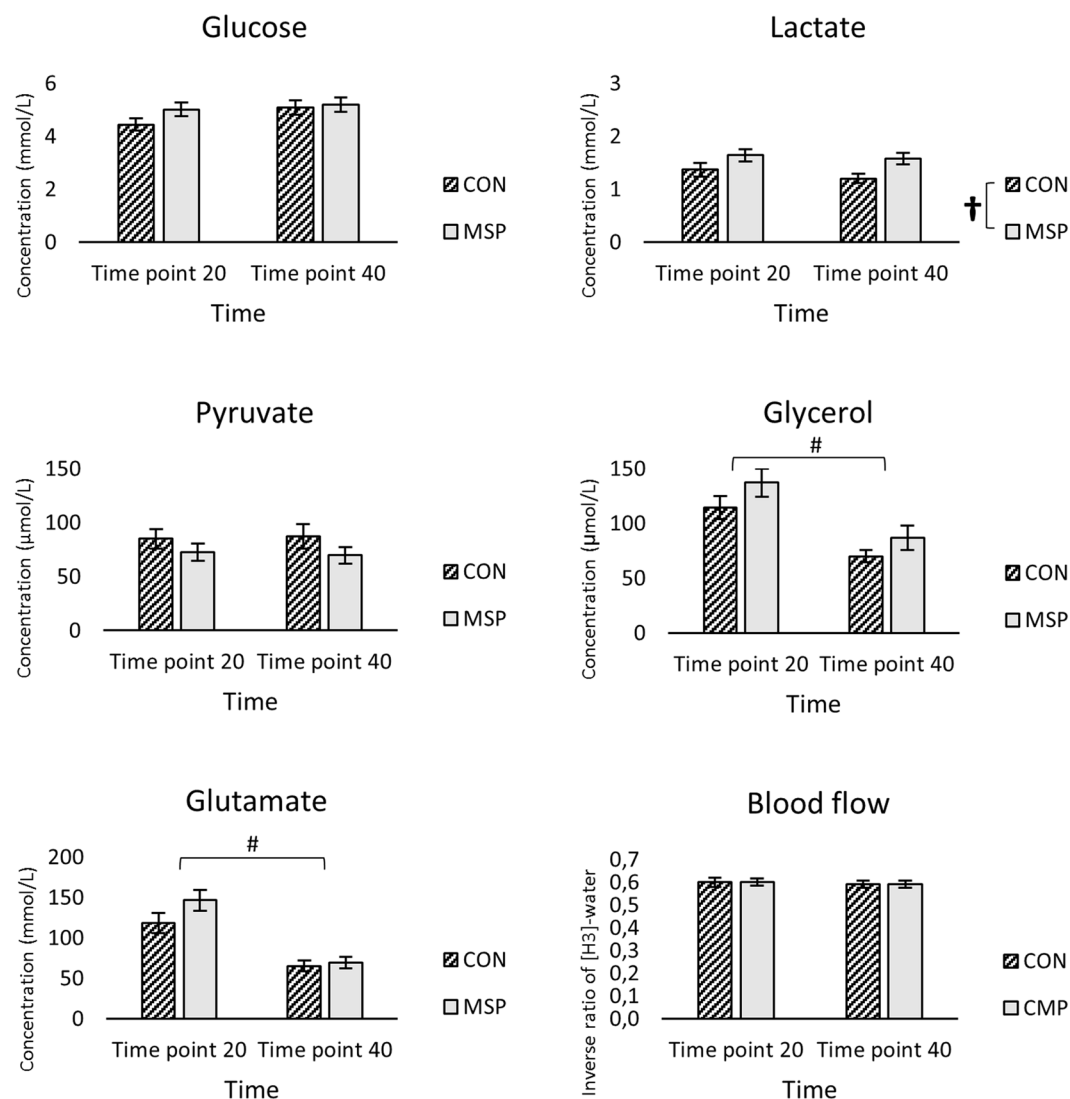 Glucose
Concentration (mmol/L)
6
4
2
0
Time point 20
Time point 40
Time
CON
MSP
Lactate
Concentration (mmol/L)
3
2
1
0
Time point 20
Time point 40
Time
†
CON
MSP
Pyruvate
Concentration (µmol/L)
150
100
50
0
Time point 20
Time point 40
Time
CON
MSP
Glycerol
#
Concentration (µmol/L)
150
100
50
0
Time point 20
Time point 40
Time
CON
MSP
Glutamate
#
Concentration (mmol/L)
200
150
100
50
0
Time point 20
Time point 40
Time
CON
MSP
Blood flow
Inverse ratio of [H3]-water
0,7
0,6
0,5
0,4
0,3
0,2
0,1
0,0
Time point 20
Time point 40
Time
CON
CMP